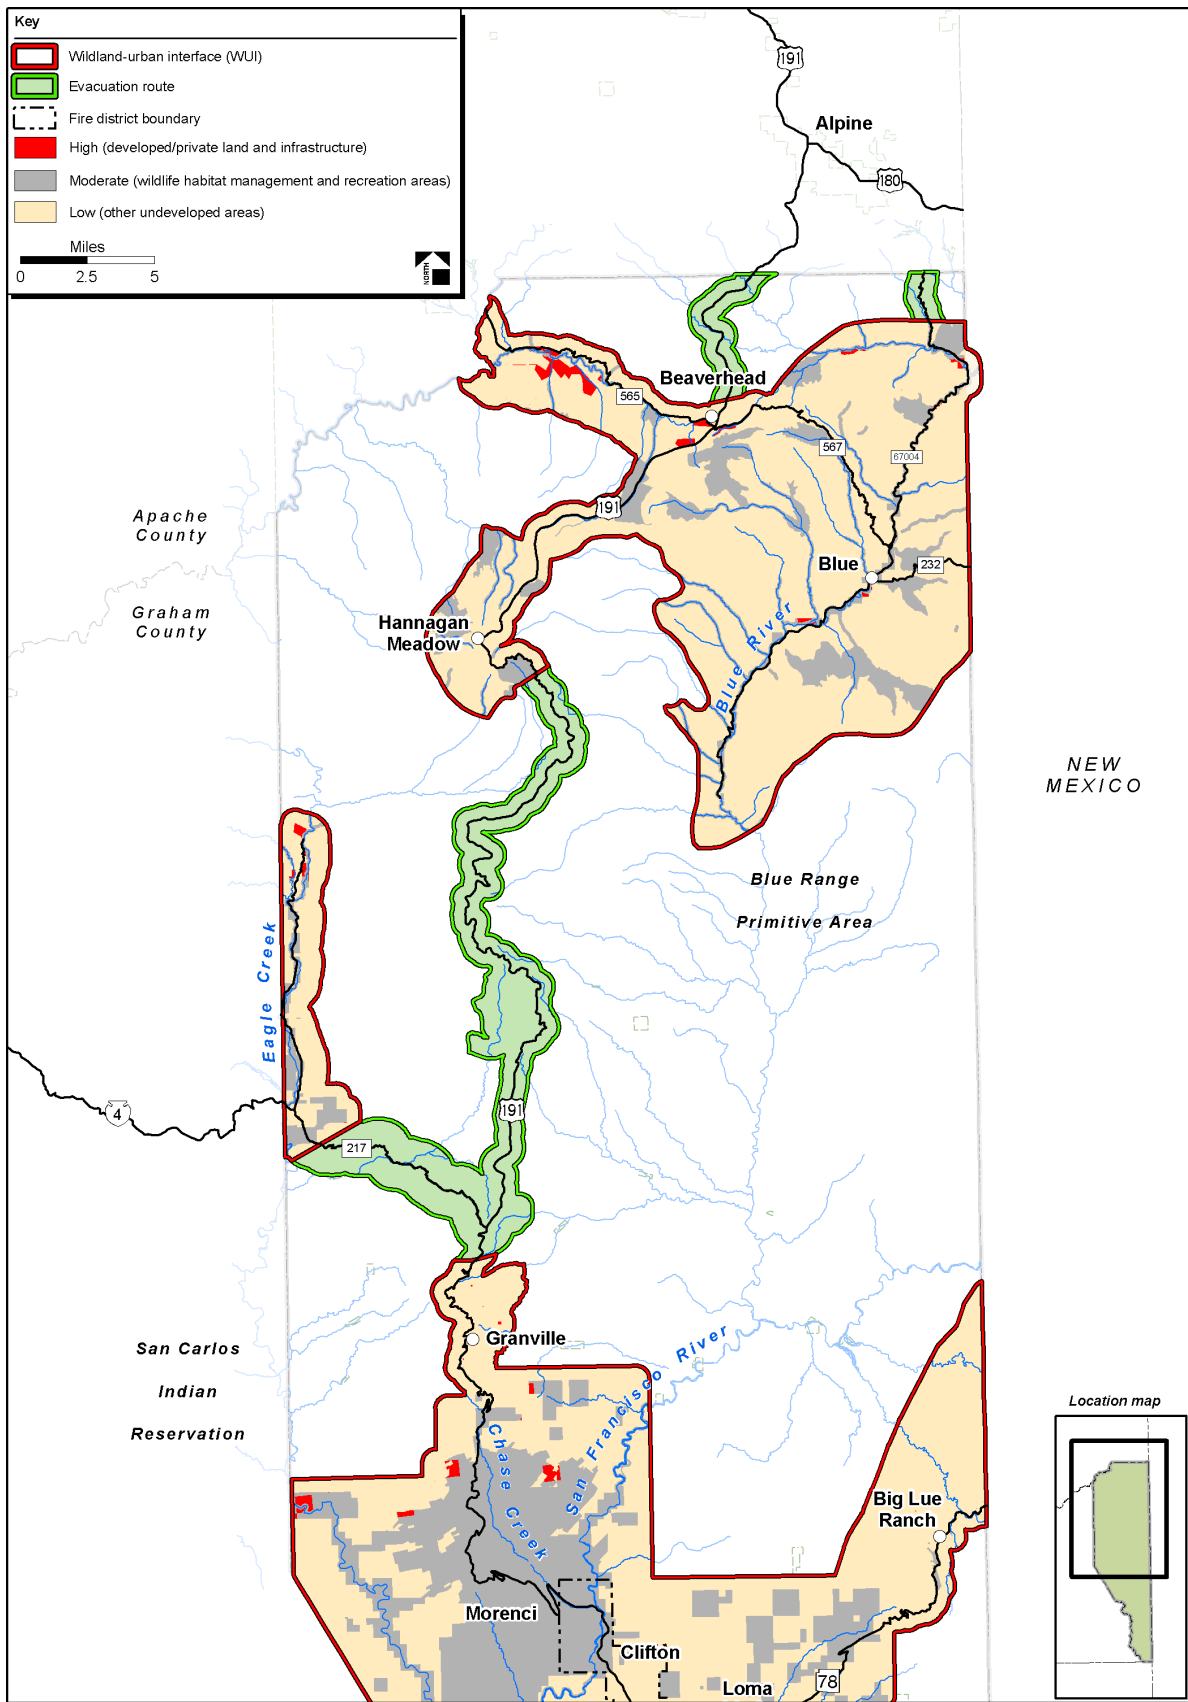 Key
Wildland-urban interface (WUI)
Evacuation route
Fire district boundary
High (developed/private land and infrastructure)
Moderate (wildlife habitat management and recreation areas)
Low (other undeveloped areas)
Miles
0 2.5 5
NORTH
191
Alpine
180
Beaverhead
565
567
67004
191
Apache
County
Blue
232
Graham
County
Hannagan
Meadow
Blue River
NEW
MEXICO
Blue Range
Primitive Area
Eagle Creek
4
191
217
Granville
San Francisco River
San Carlos
Indian
Reservation
Location map
Chase Creek
Big Lue
Ranch
Morenci
Clifton
Loma
78